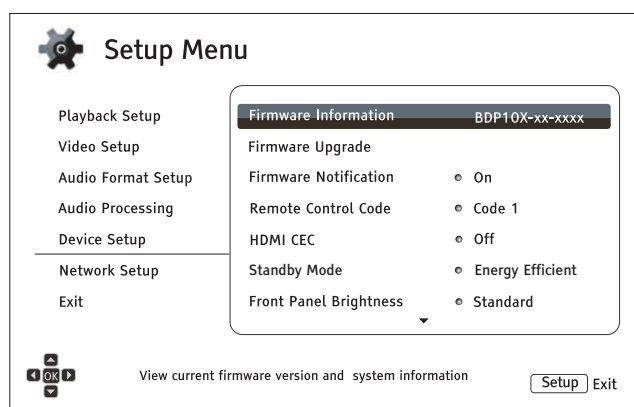 Setup Menu
Playback Setup
Video Setup
Audio Format Setup
Audio Processing
Device Setup
Network Setup
Exit
Firmware Information BDP10X-xx-xxxx
Firmware Upgrade
Firmware Notification On
Remote Control Code Code 1
HDMI CEC Off
Standby Mode Energy Efficient
Front Panel Brightness Standard
OK
View current firmware version and system information
Setup Exit